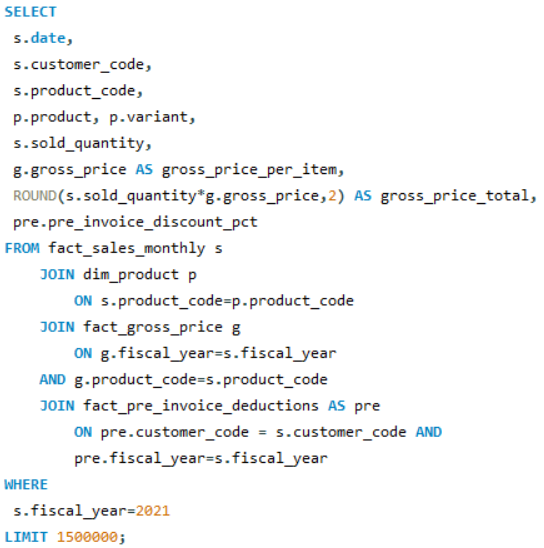 SELECT
s.date,
s.customer_code,
s.product_code,
p.product, p.variant,
s.sold_quantity,
g.gross_price AS gross_price_per_item,
ROUND(s.sold_quantity*g.gross_price,2) AS gross_price_total,
pre.pre_invoice_discount_pct
FROM fact_sales_monthly s
JOIN dim_product p
ON s.product_code=p.product_code
JOIN fact_gross_price g
ON g.fiscal_year=s.fiscal_year
AND g.product_code=s.product_code
JOIN fact_pre_invoice_deductions AS pre
ON pre.customer_code = s.customer_code AND
pre.fiscal_year=s.fiscal_year
WHERE
s.fiscal_year=2021
LIMIT 1500000;